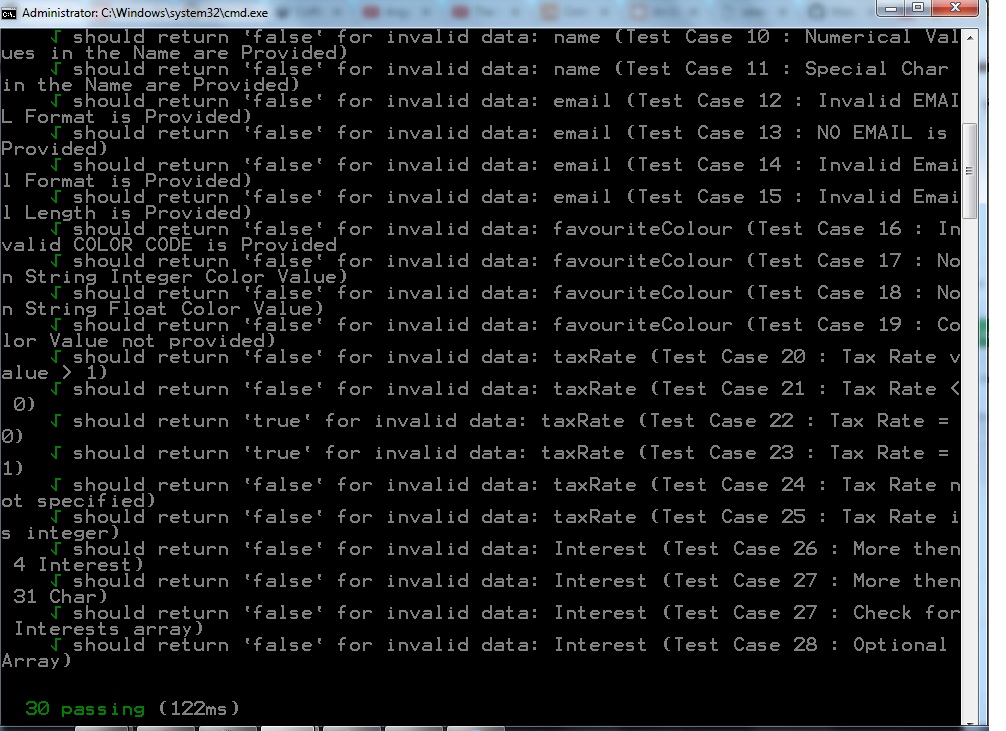 Administrator: C:\Windows\system32\cmd.exe
√ should return 'false' for invalid data: name (Test Case 10 : Numerical Val
ues in the Name are Provided)
√ should return 'false' for invalid data: name (Test Case 11 : Special Char
in the Name are Provided)
√ should return 'false' for invalid data: email (Test Case 12 : Invalid EMAI
L Format is Provided)
√ should return 'false' for invalid data: email (Test Case 13 : NO EMAIL is
Provided)
√ should return 'false' for invalid data: email (Test Case 14 : Invalid Emai
l Format is Provided)
√ should return 'false' for invalid data: email (Test Case 15 : Invalid Emai
l Length is Provided)
√ should return 'false' for invalid data: favouriteColour (Test Case 16 : In
valid COLOR CODE is Provided
√ should return 'false' for invalid data: favouriteColour (Test Case 17 : No
n String Integer Color Value)
√ should return 'false' for invalid data: favouriteColour (Test Case 18 : No
n String Float Color Value)
√ should return 'false' for invalid data: favouriteColour (Test Case 19 : Co
lor Value not provided)
√ should return 'false' for invalid data: taxRate (Test Case 20 : Tax Rate v
alue > 1)
√ should return 'false' for invalid data: taxRate (Test Case 21 : Tax Rate <
0)
√ should return 'true' for invalid data: taxRate (Test Case 22 : Tax Rate =
0)
√ should return 'true' for invalid data: taxRate (Test Case 23 : Tax Rate =
1)
√ should return 'false' for invalid data: taxRate (Test Case 24 : Tax Rate n
ot specified)
√ should return 'false' for invalid data: taxRate (Test Case 25 : Tax Rate i
s integer)
√ should return 'false' for invalid data: Interest (Test Case 26 : More then
4 Interest)
√ should return 'false' for invalid data: Interest (Test Case 27 : More then
31 Char)
√ should return 'false' for invalid data: Interest (Test Case 27 : Check for
Interests array)
√ should return 'false' for invalid data: Interest (Test Case 28 : Optional
Array)
30 passing (122ms)